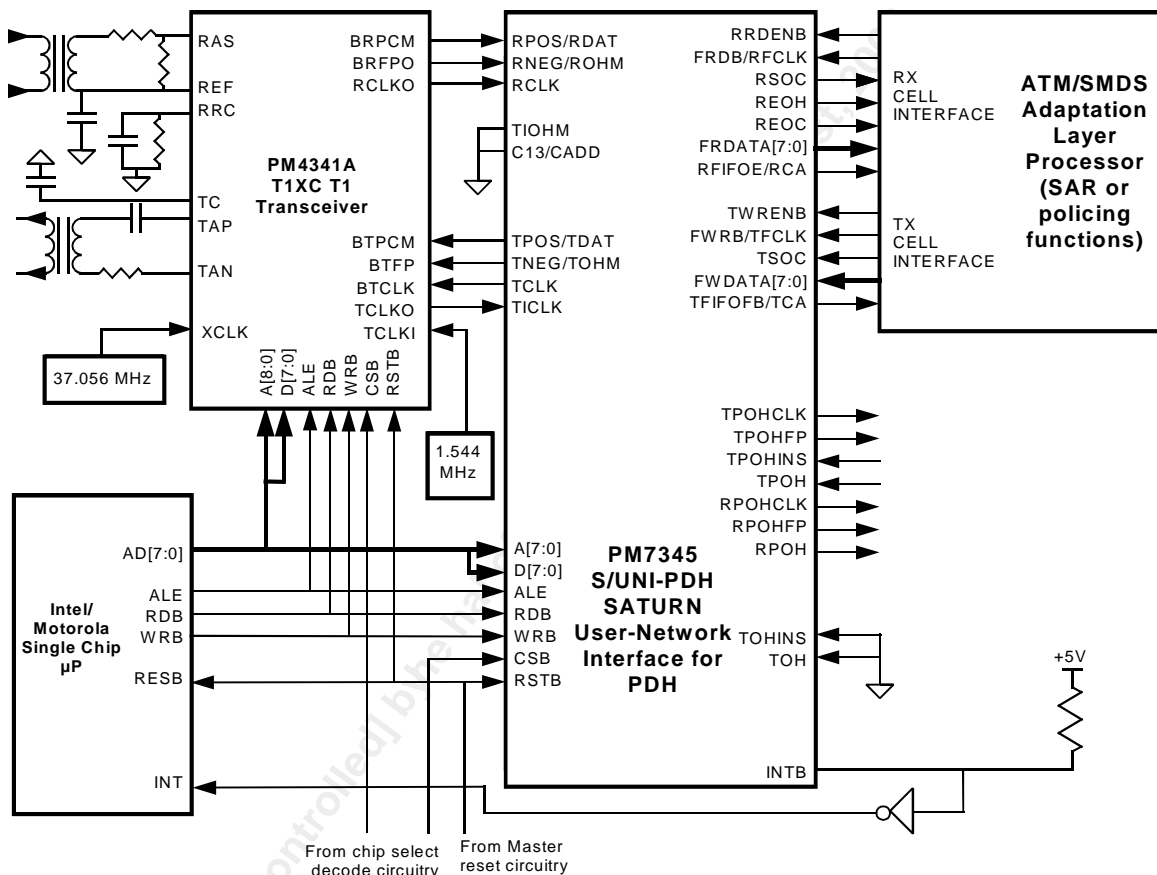 RAS
REF
RRC
TC
TAP
TAN
XCLK
BRPCM
BRFPO
RCLKO
PM4341A
T1XC T1
Transceiver
BTPCM
BTFP
BTCLK
TCLKO
TCLKI
A[8:0]
D[7:0]
ALE
RDB
WRB
CSB
RSTB
37.056 MHz
1.544
MHz
RPOS/RDAT
RNEG/ROHM
RCLK
TIOHM
C13/CADD
TPOS/TDAT
TNEG/TOHM
TCLK
TICLK
A[7:0]
D[7:0]
ALE
RDB
WRB
CSB
RSTB
PM7345
S/UNI-PDH
SATURN
User-Network
Interface for
PDH
RRDENB
FRDB/RFCLK
RSOC
REOH
REOC
FRDATA[7:0]
RFIFOE/RCA
TWRENB
FWRB/TFCLK
TSOC
FWDATA[7:0]
TFIFOFB/TCA
TPOHCLK
TPOHFP
TPOHINS
TPOH
RPOHCLK
RPOHFP
RPOH
TOHINS
TOH
INTB
RX
CELL
INTERFACE
TX
CELL
INTERFACE
ATM/SMDS
Adaptation
Layer
Processor
(SAR or
policing
functions)
+5V
AD[7:0]
ALE
RDB
WRB
RESB
INT
Intel/
Motorola
Single Chip
µP
From chip select
decode circuitry
From Master
reset circuitry